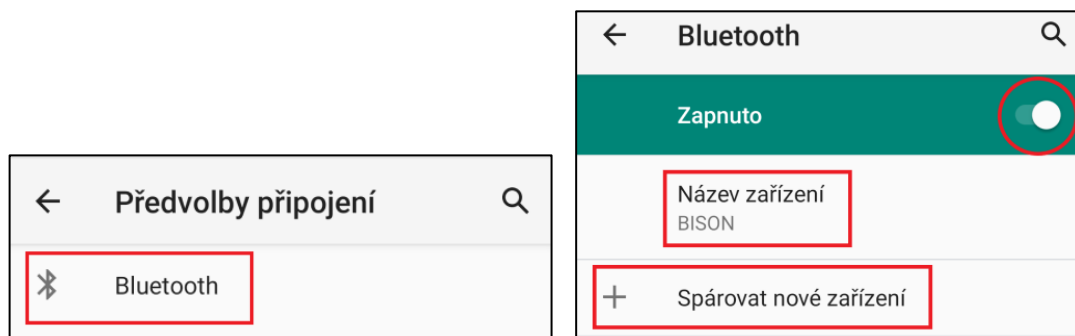 Předvolby připojení
Bluetooth
Bluetooth
Zapnuto
Název zařízení
BISON
Spárovat nové zařízení